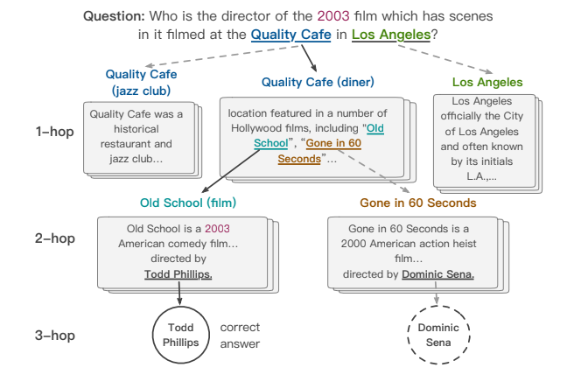 Question: Who is the director of the 2003 film which has scenes
in it filmed at the Quality Cafe in Los Angeles?
Quality Cafe
(jazz club)
Quality Cafe (diner)
Los Angeles
1-hop
Quality Cafe was a
historical
restaurant and
jazz club...
location featured in a number of
Hollywood films, including "Old
School", "Gone in 60
Seconds"...
Los Angeles
officially the City
of Los Angeles
and often known
by its initials
L.A.,...
Old School (film)
Gone in 60 Seconds
2-hop
Old School is a 2003
American comedy film...
directed by
Todd Phillips.
Gone in 60 Seconds is a
2000 American action heist
film...
directed by Dominic Sena.
3-hop
Todd
Phillips
correct
answer
Dominic
Sena